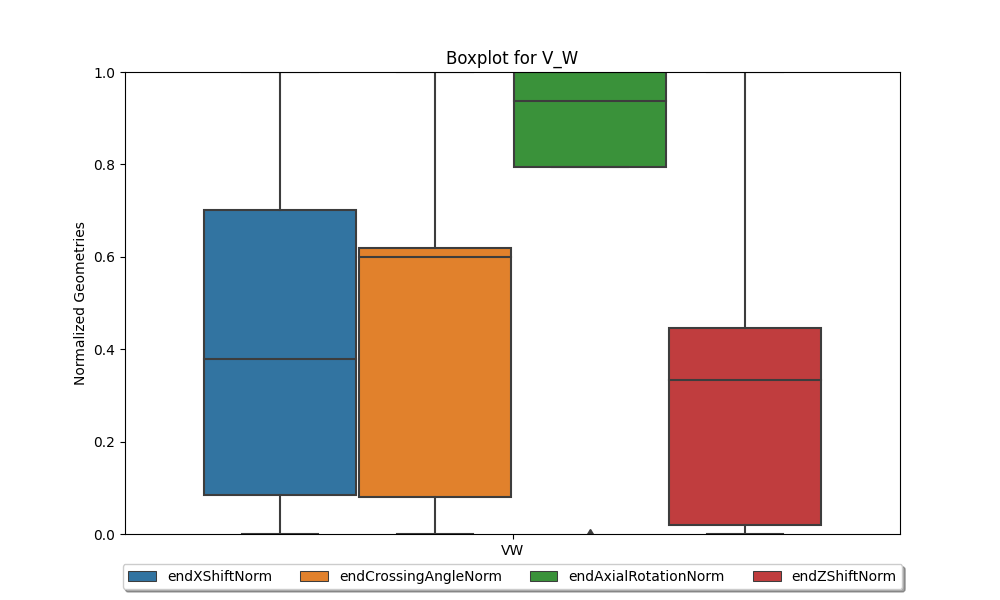 Boxplot for V_W
Normalized Geometries
1.0
0.8
0.6
0.4
0.2
0.0
VW
endXShiftNorm endCrossingAngleNorm endAxialRotationNorm endZShiftNorm